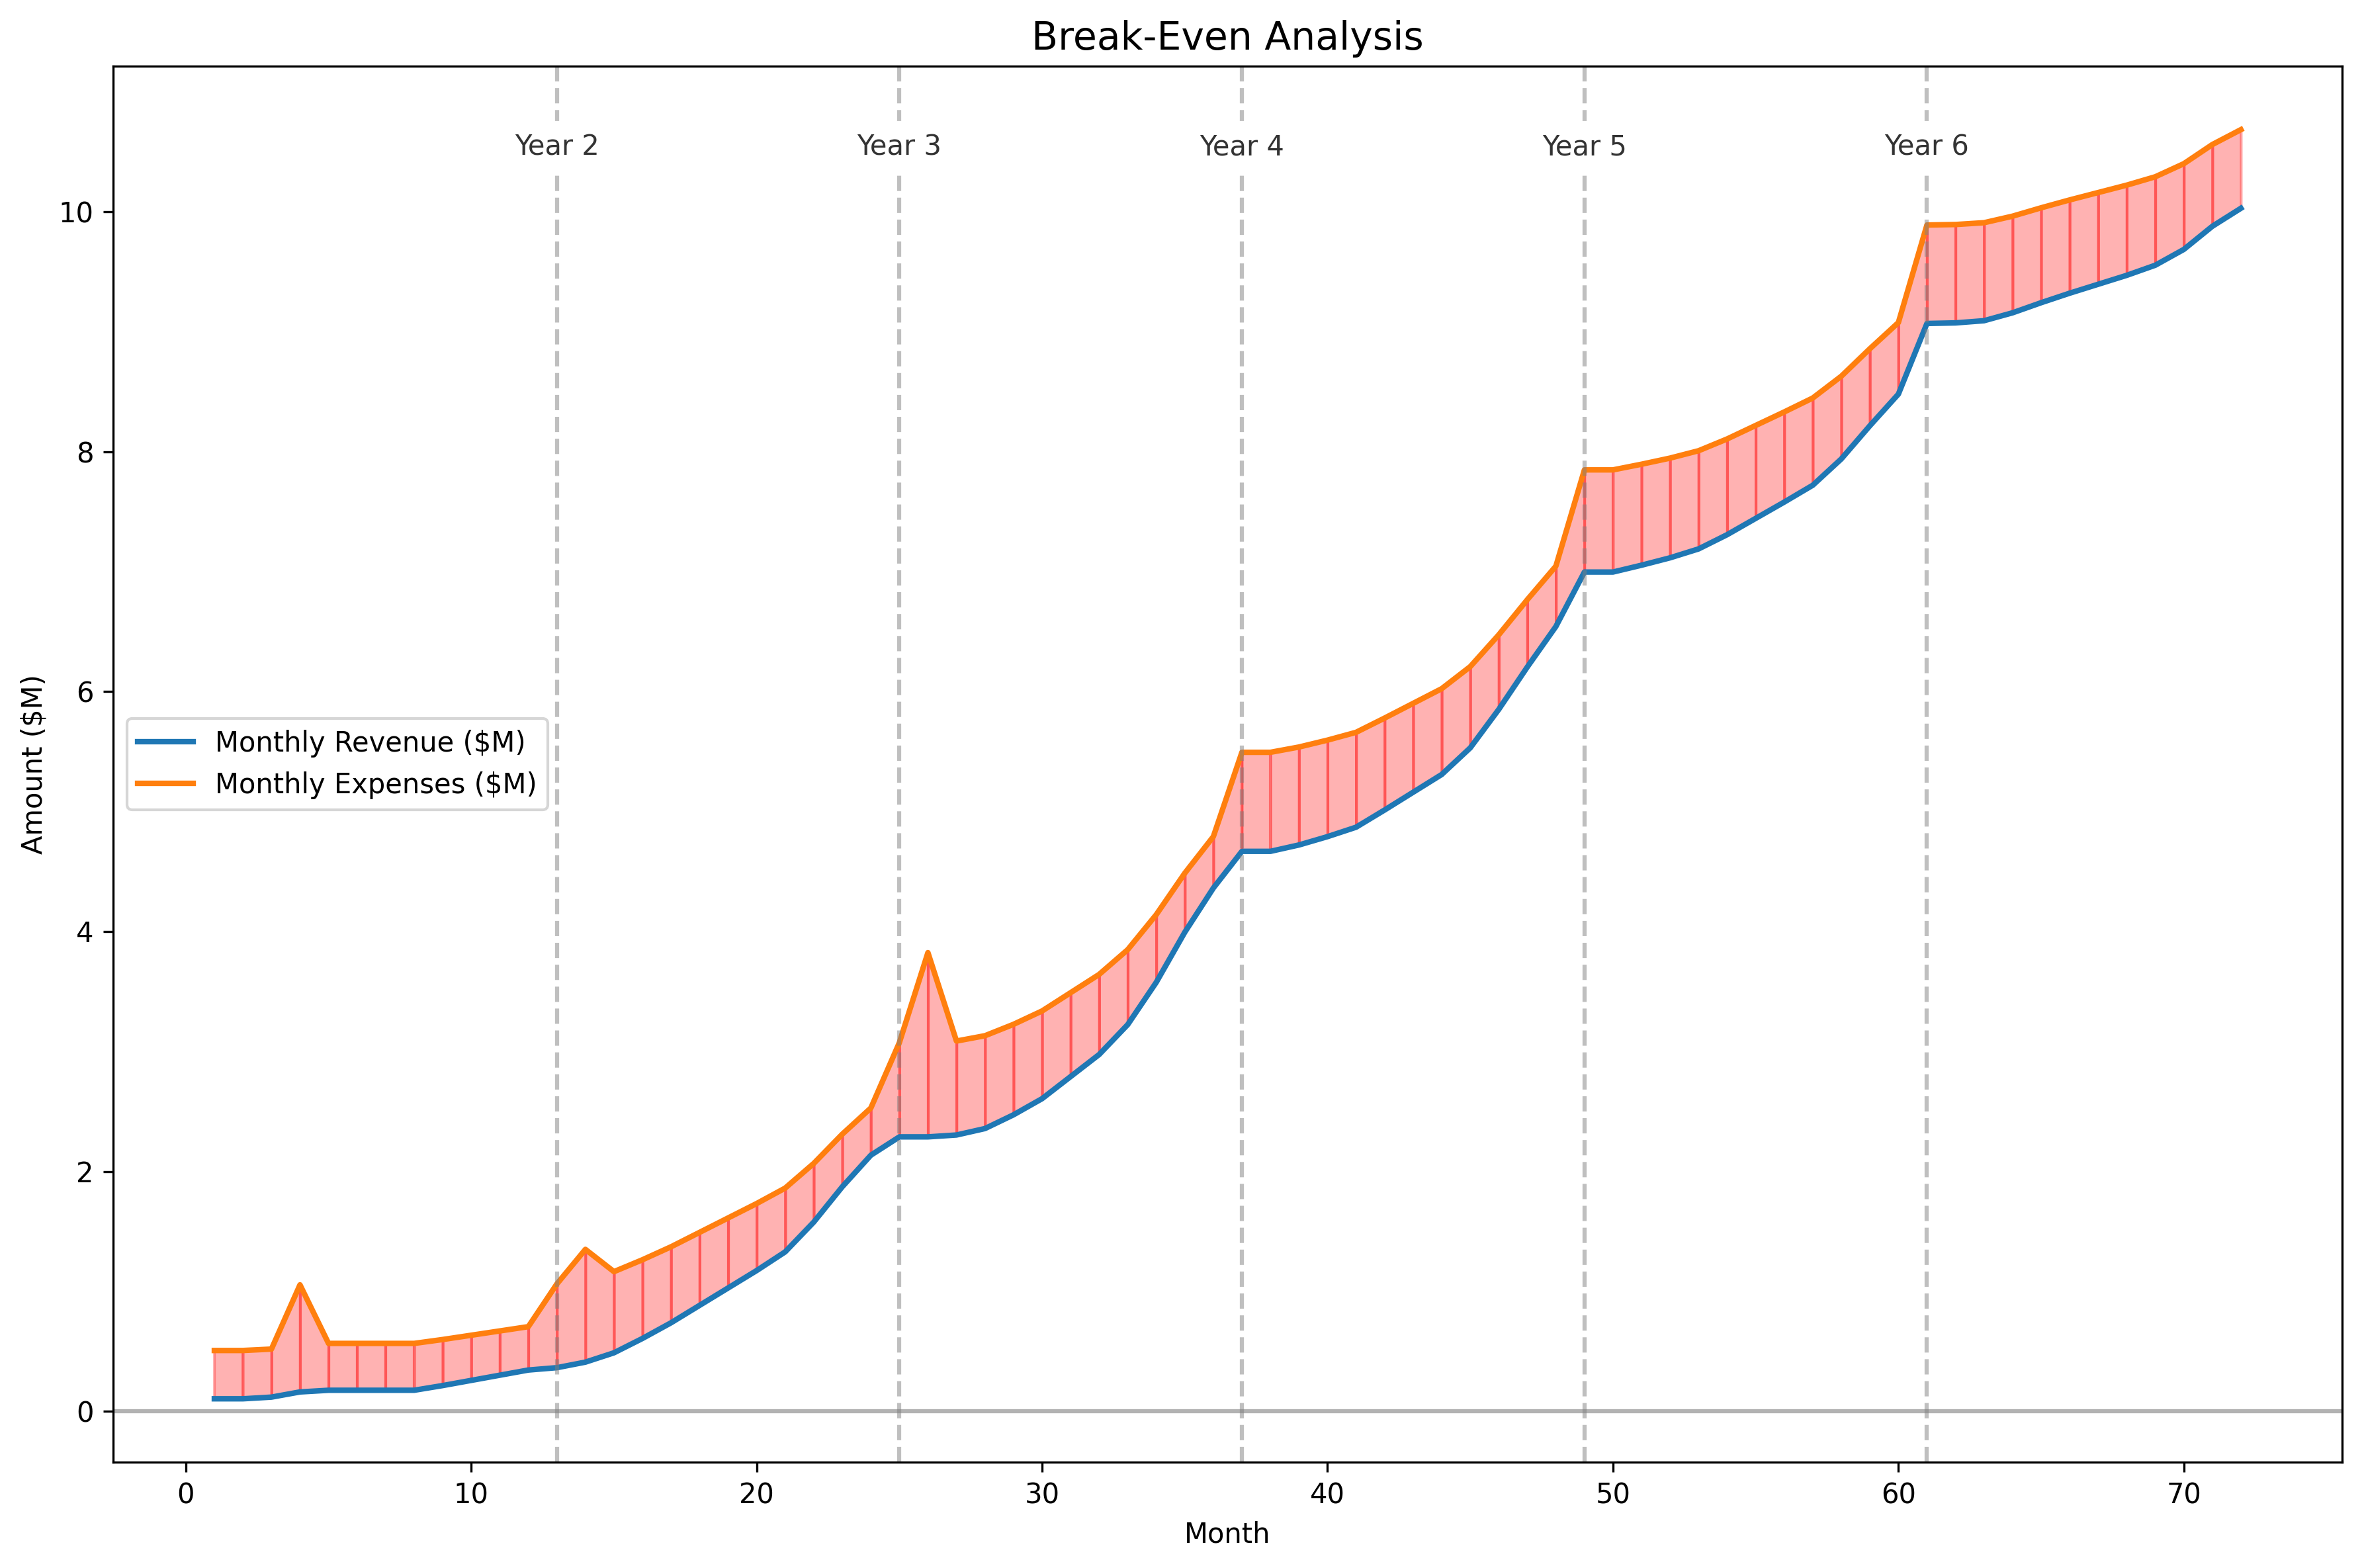 Break-Even Analysis
Year 2
Year 3
Year 4
Year 5
Year 6
10
8
6
4
2
0
Amount ($M)
Monthly Revenue ($M)
Monthly Expenses ($M)
0
10
20
30
40
50
60
70
Month